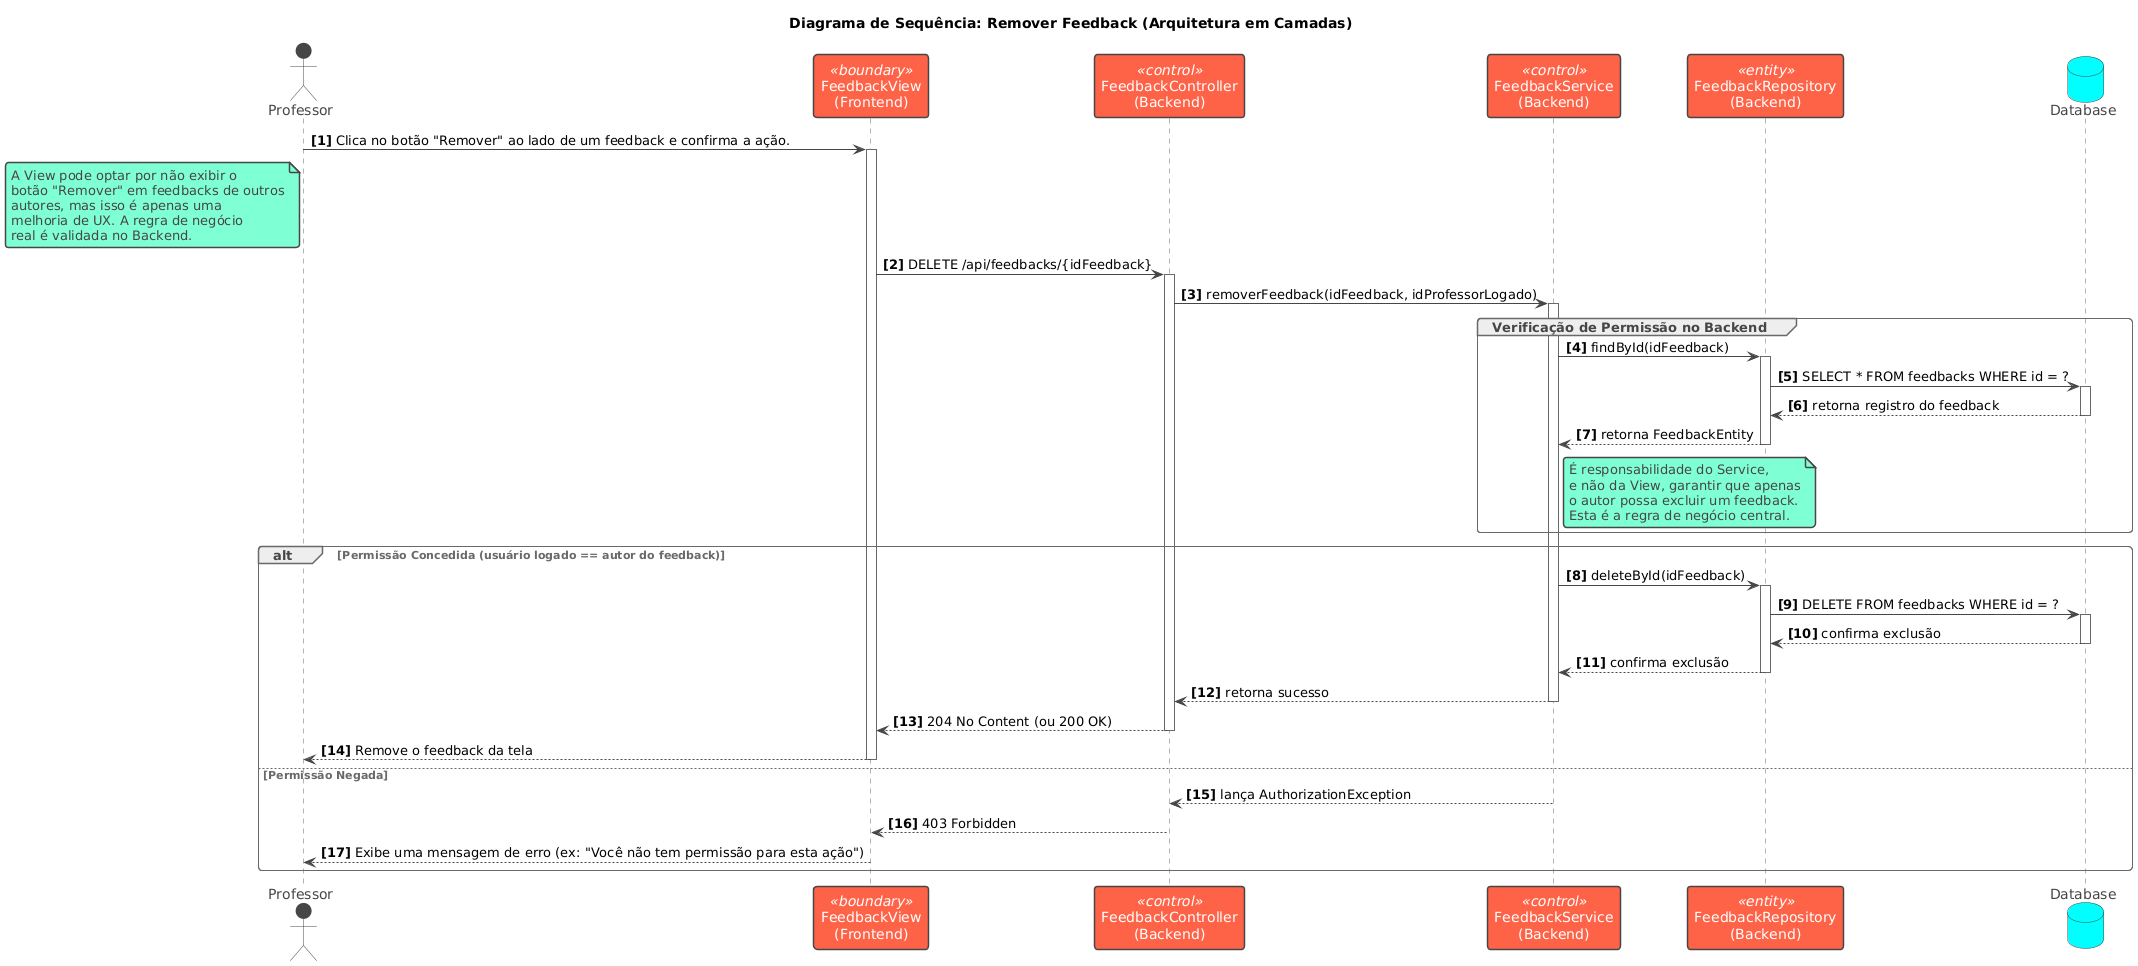 Diagrama de Sequência: Remover Feedback (Arquitetura em Camadas)
Professor
«boundary»
FeedbackView
(Frontend)
«control»
FeedbackController
(Backend)
«control»
FeedbackService
(Backend)
«entity»
FeedbackRepository
(Backend)
Database
[1] Clica no botão "Remover" ao lado de um feedback e confirma a ação.
A View pode optar por não exibir o
botão "Remover" em feedbacks de outros
autores, mas isso é apenas uma
melhoria de UX. A regra de negócio
real é validada no Backend.
[2] DELETE /api/feedbacks/{idFeedback}
[3] removerFeedback(idFeedback, idProfessorLogado)
Verificação de Permissão no Backend
[4] findById(idFeedback)
[5] SELECT * FROM feedbacks WHERE id = ?
[6] retorna registro do feedback
[7] retorna FeedbackEntity
É responsabilidade do Service,
e não da View, garantir que apenas
o autor possa excluir um feedback.
Esta é a regra de negócio central.
alt [Permissão Concedida (usuário logado == autor do feedback)]
[8] deleteById(idFeedback)
[9] DELETE FROM feedbacks WHERE id = ?
[10] confirma exclusão
[11] confirma exclusão
[12] retorna sucesso
[13] 204 No Content (ou 200 OK)
[14] Remove o feedback da tela
[Permissão Negada]
[15] lança AuthorizationException
[16] 403 Forbidden
[17] Exibe uma mensagem de erro (ex: "Você não tem permissão para esta ação")
Professor
«boundary»
FeedbackView
(Frontend)
«control»
FeedbackController
(Backend)
«control»
FeedbackService
(Backend)
«entity»
FeedbackRepository
(Backend)
Database